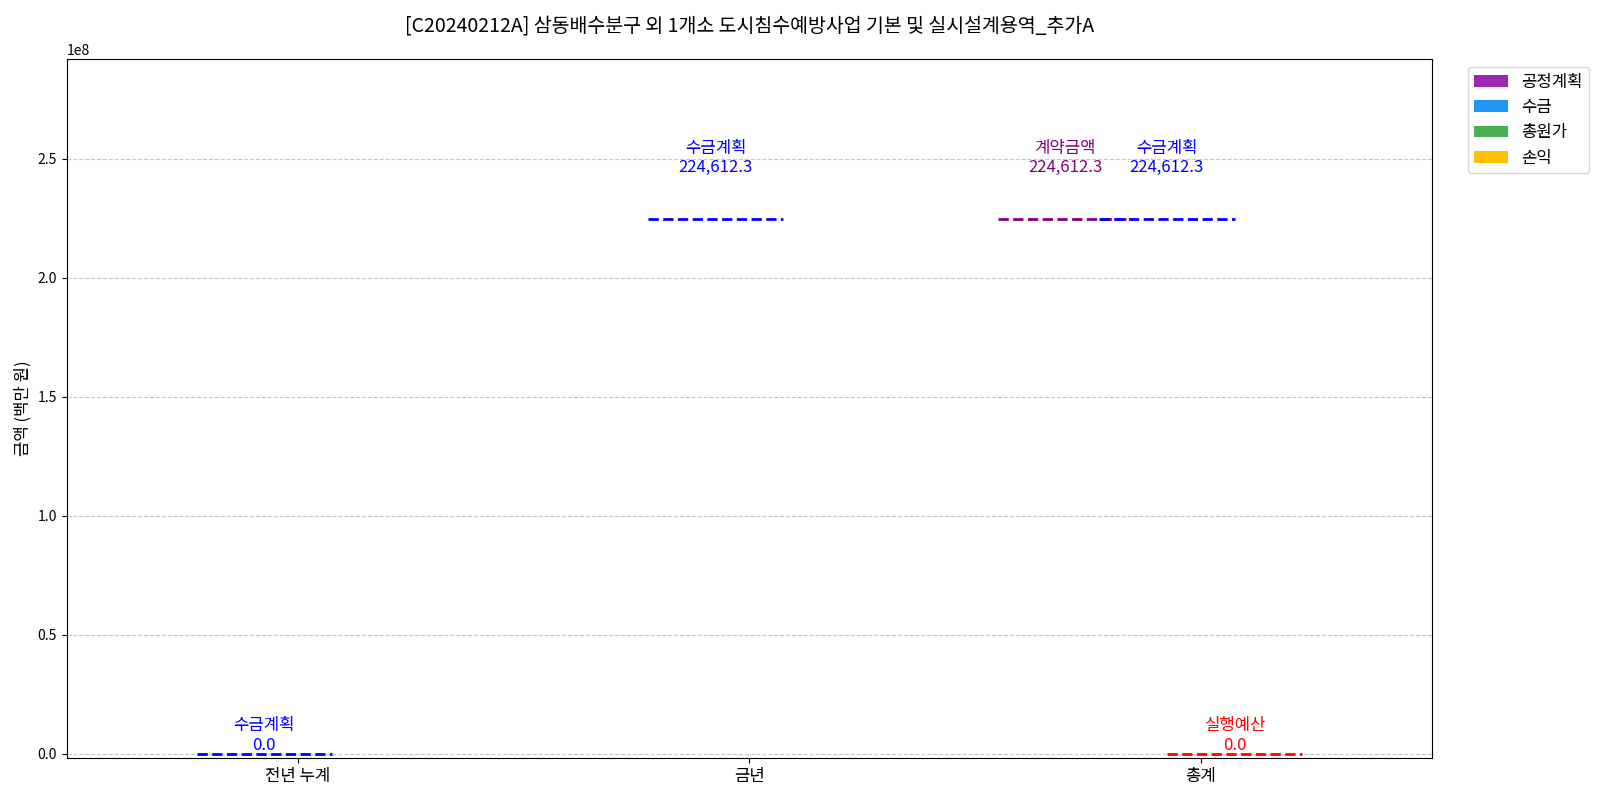 [C20240212A] 삼동배수분구 외 1개소 도시침수예방사업 기본 및 실시설계용역_추가A
1e8
공정계획
수금
총원가
손익
수금계획
224,612.3
계약금액
224,612.3
수금계획
224,612.3
2.5
2.0
1.5
1.0
0.5
0.0
금액 (백만 원)
수금계획
0.0
실행예산
0.0
전년 누계
금년
총계